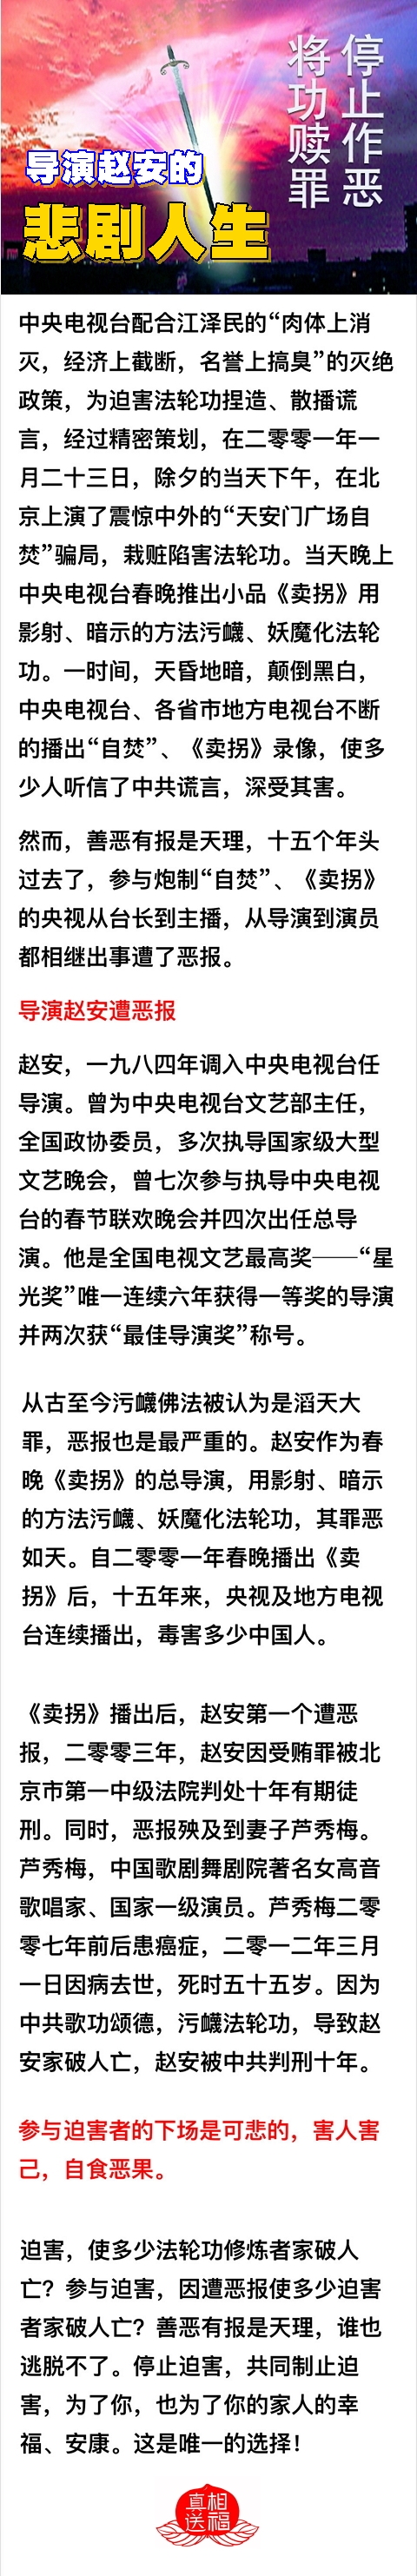 停止作恶
将功赎罪
导演赵安的
悲剧人生
中央电视台配合江泽民的“肉体上消
灭，经济上截断，名誉上搞臭”的灭绝
政策，为迫害法轮功捏造、散播谎
言，经过精密策划，在二零零一年一
月二十三日，除夕的当天下午，在北
京上演了震惊中外的“天安门广场自
焚”骗局，栽赃陷害法轮功。当天晚上
中央电视台春晚推出小品《卖拐》用
影射、暗示的方法污衊、妖魔化法轮
功。一时间，天昏地暗，颠倒黑白，
中央电视台、各省市地方电视台不断
的播出“自焚”、《卖拐》录像，使多
少人听信了中共谎言，深受其害。
然而，善恶有报是天理，十五个年头
过去了，参与炮制“自焚”、《卖拐》
的央视从台长到主播，从导演到演员
都相继出事遭了恶报。
导演赵安遭恶报
赵安，一九八四年调入中央电视台任
导演。曾为中央电视台文艺部主任，
全国政协委员，多次执导国家级大型
文艺晚会，曾七次参与执导中央电视
台的春节联欢晚会并四次出任总导
演。他是全国电视文艺最高奖——“星
光奖”唯一连续六年获得一等奖的导演
并两次获“最佳导演奖”称号。
从古至今污衊佛法被认为是滔天大
罪，恶报也是最严重的。赵安作为春
晚《卖拐》的总导演，用影射、暗示
的方法污衊、妖魔化法轮功，其罪恶
如天。自二零零一年春晚播出《卖
拐》后，十五年来，央视及地方电视
台连续播出，毒害多少中国人。
《卖拐》播出后，赵安第一个遭恶
报，二零零三年，赵安因受贿罪被北
京市第一中级法院判处十年有期徒
刑。同时，恶报殃及到妻子芦秀梅。
芦秀梅，中国歌剧舞剧院著名女高音
歌唱家、国家一级演员。芦秀梅二零
零七年前后患癌症，二零一二年三月
一日因病去世，死时五十五岁。因为
中共歌功颂德，污衊法轮功，导致赵
安家破人亡，赵安被中共判刑十年。
参与迫害者的下场是可悲的，害人害
己，自食恶果。
迫害，使多少法轮功修炼者家破人
亡？参与迫害，因遭恶报使多少迫害
者家破人亡？善恶有报是天理，谁也
逃脱不了。停止迫害，共同制止迫
害，为了你，也为了你的家人的幸
福、安康。这是唯一的选择！
真相
送福